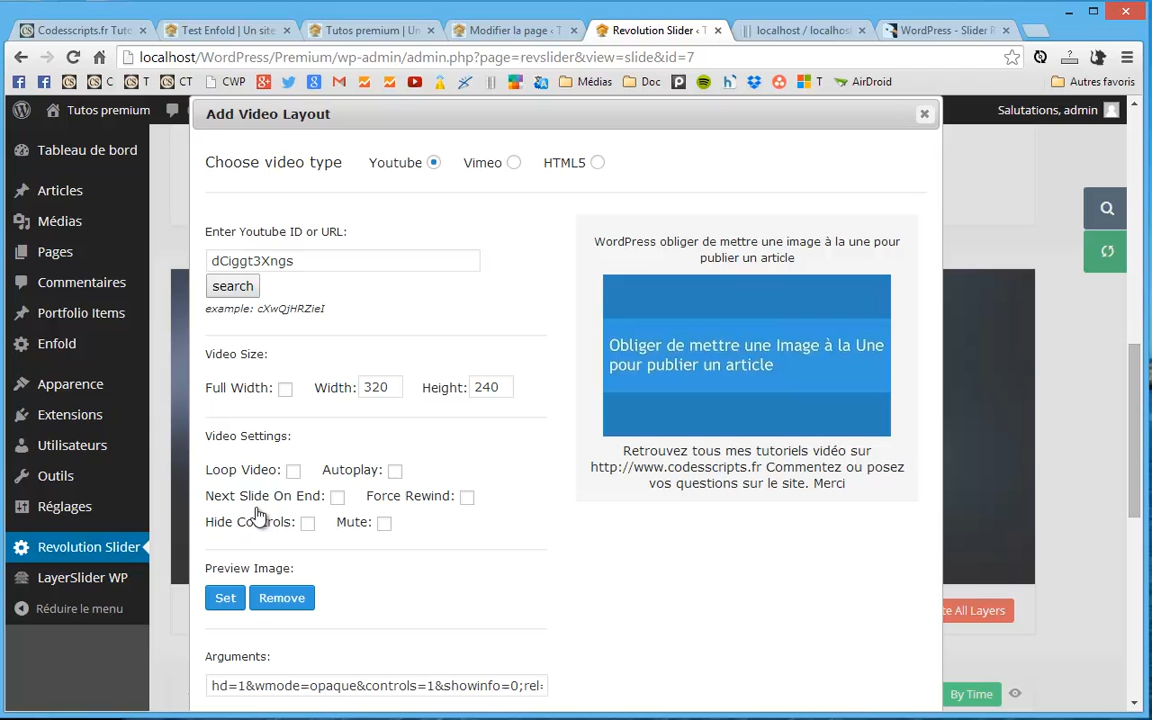 Codesscripts.fr Tuto
Test Enfold | Un site
Tutos premium | Un
Modifier la page ‹ T
Revolution Slider ‹ T
localhost / localhos
WordPress - Slider P
localhost/WordPress/Premium/wp-admin/admin.php?page=revslider&view=slide&id=7
C T CT CWP Médias Doc T AirDroid Autres favoris
Tutos premium
Salutations, admin
Tableau de bord
Articles
Médias
Pages
Commentaires
Portfolio Items
Enfold
Apparence
Extensions
Utilisateurs
Outils
Réglages
Revolution Slider
LayerSlider WP
Réduire le menu
Add Video Layout
Choose video type Youtube Vimeo HTML5
Enter Youtube ID or URL:
dCiggt3Xngs
search
example: cXwQjHRZieI
Video Size:
Full Width: Width: 320 Height: 240
Video Settings:
Loop Video: Autoplay:
Next Slide On End: Force Rewind:
Hide Controls: Mute:
Preview Image:
Set Remove
Arguments:
hd=1&wmode=opaque&controls=1&showinfo=0;rel=
WordPress obliger de mettre une image à la une pour
publier un article
Obliger de mettre une Image à la Une
pour publier un article
Retrouvez tous mes tutoriels vidéo sur
http://www.codesscripts.fr Commentez ou posez
vos questions sur le site. Merci
te All Layers
By Time